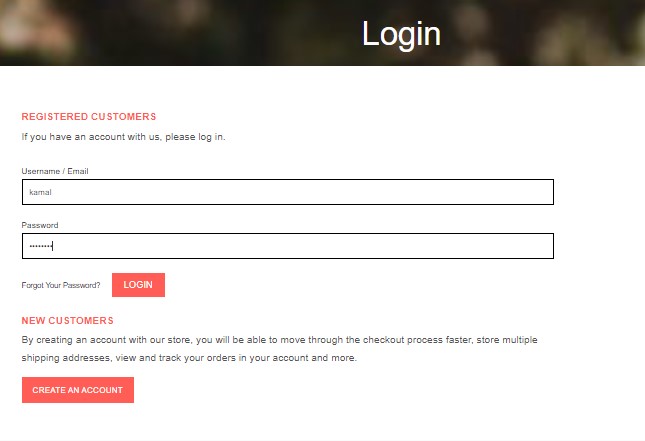 Login
REGISTERED CUSTOMERS
If you have an account with us, please log in.
Username / Email
kamal
Password
••••••••
Forgot Your Password? LOGIN
NEW CUSTOMERS
By creating an account with our store, you will be able to move through the checkout process faster, store multiple
shipping addresses, view and track your orders in your account and more.
CREATE AN ACCOUNT